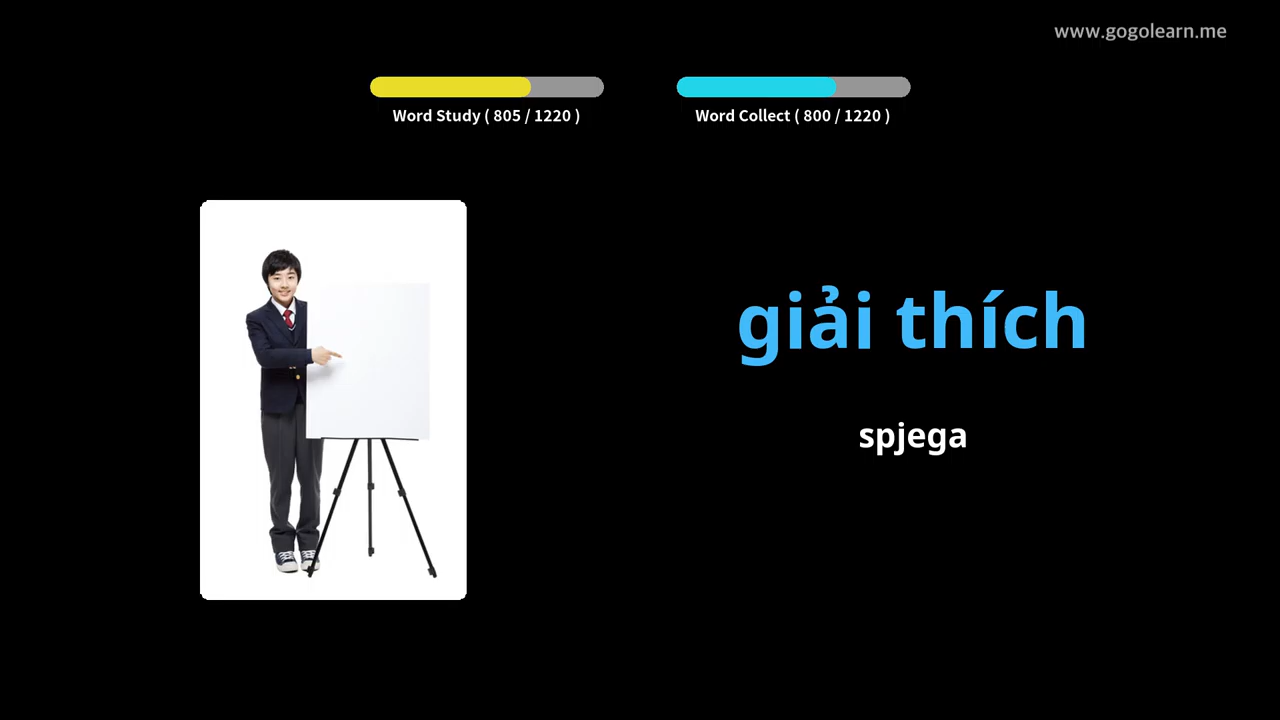 www.gogolearn.me
Word Study ( 805 / 1220 )
Word Collect ( 800 / 1220 )
giải thích
spjega